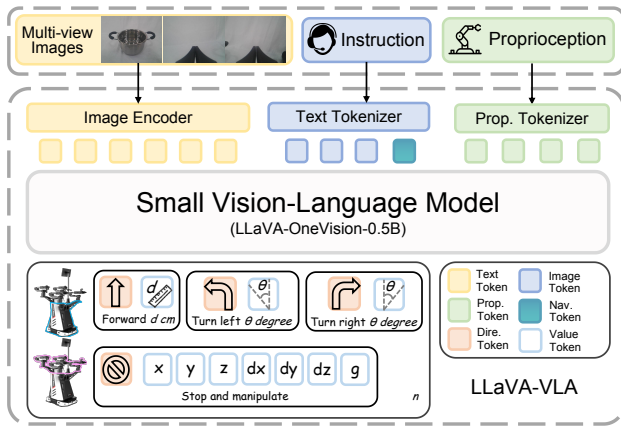 Multi-view
Images
Instruction
Proprioception
Image Encoder
Text Tokenizer
Prop. Tokenizer
Small Vision-Language Model
(LLaVA-OneVision-0.5B)
d
Forward d cm
θ
Turn left θ degree
θ
Turn right θ degree
x y z dx dy dz g
Stop and manipulate
n
Text
Token
Image
Token
Prop.
Token
Nav.
Token
Dire.
Token
Value
Token
LLaVA-VLA